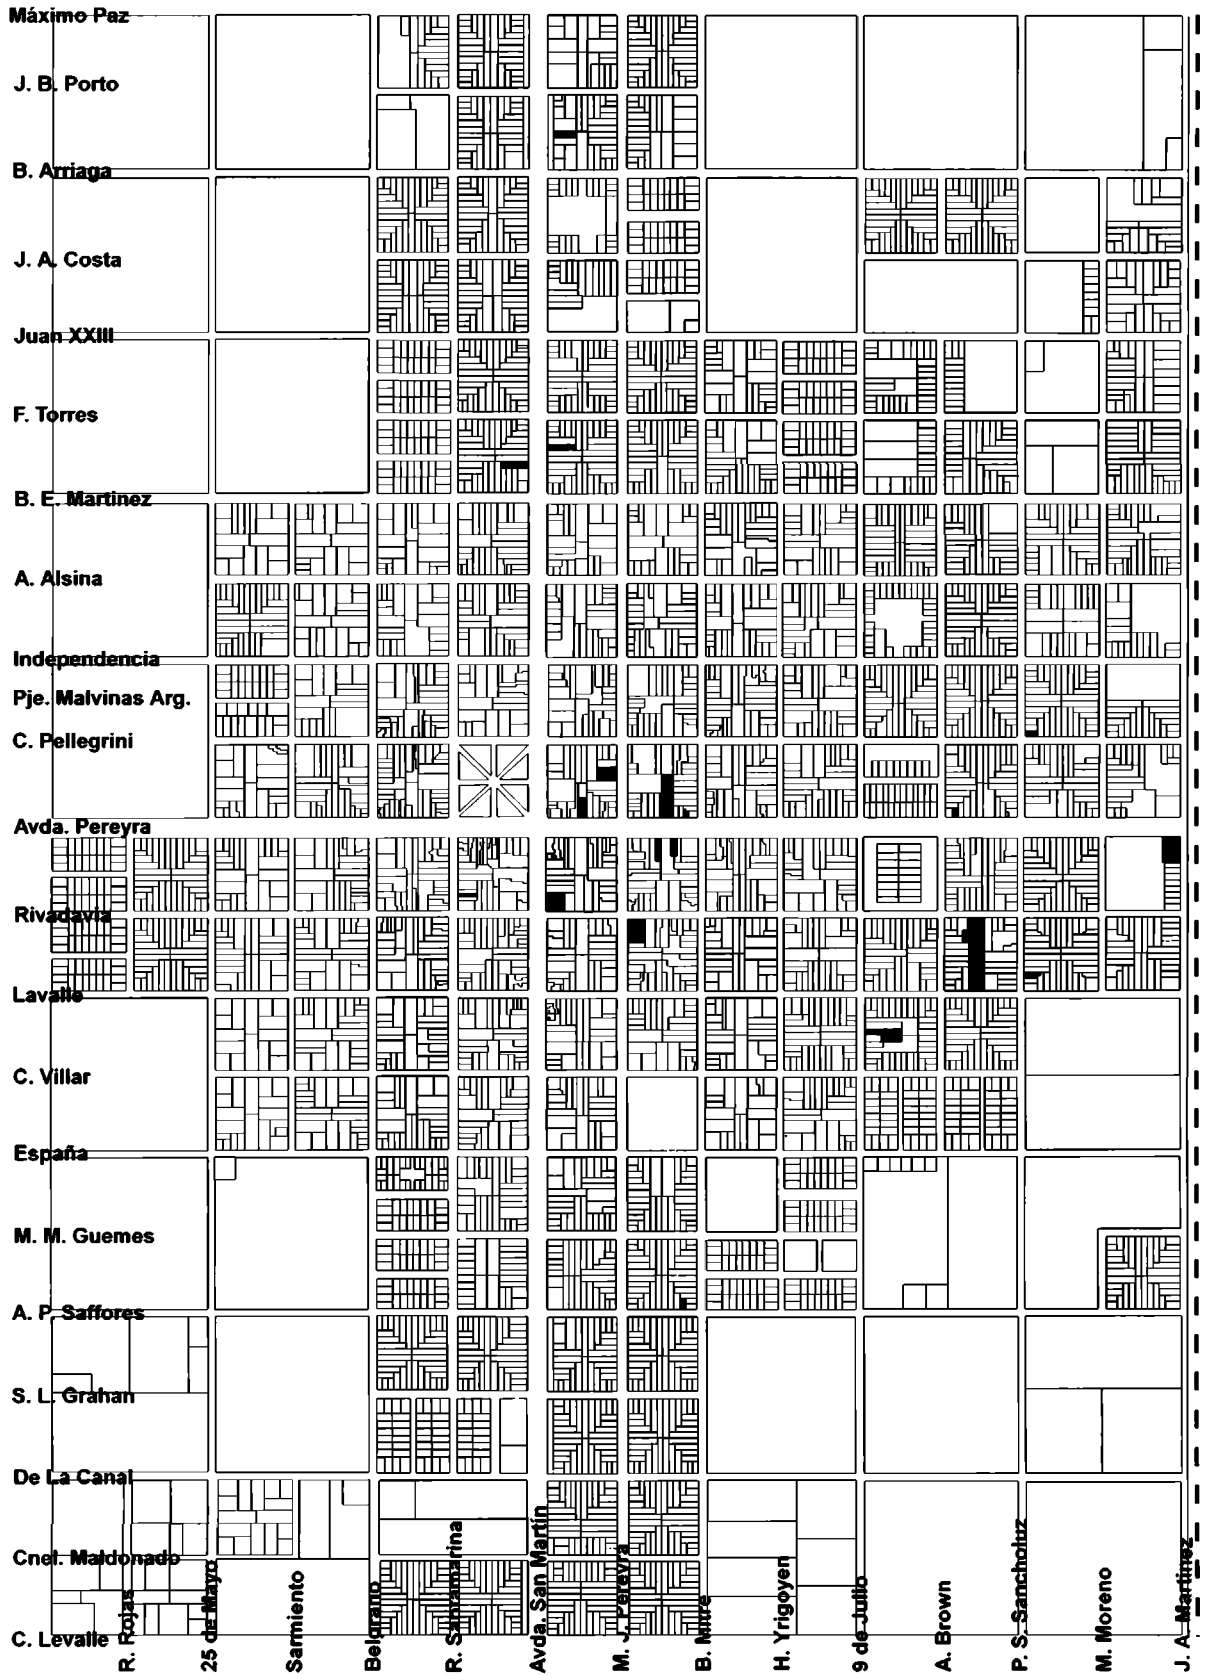 Máximo Paz
J. B. Porto
B. Arriaga
J. A. Costa
Juan XXIII
F. Torres
B. E. Martinez
A. Alsina
Independencia
Pje. Malvinas Arg.
C. Pellegrini
Avda. Pereyra
Rivadavia
Lavalle
C. Villar
España
M. M. Guemes
A. P. Saffores
S. L. Grahan
De La Canal
Cnel. Maldonado
C. Levalle
R. Rojas
25 de Mayo
Sarmiento
Belgrano
R. Santamarina
Avda. San Martín
M. J. Pereyra
B. Mitre
H. Yrigoyen
9 de Julio
A. Brown
P. S. Sancholuz
M. Moreno
J. A. Martinez